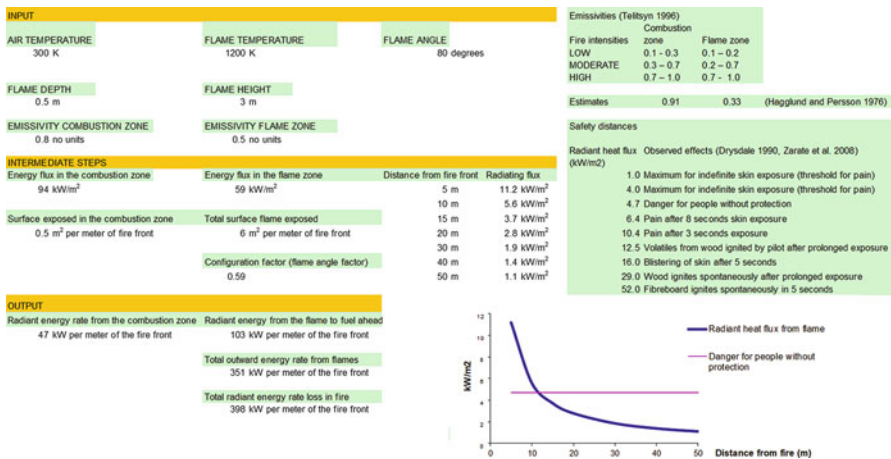 INPUT
AIR TEMPERATURE FLAME TEMPERATURE FLAME ANGLE
300 K 1200 K 80 degrees
FLAME DEPTH FLAME HEIGHT
0.5 m 3 m
EMISSIVITY COMBUSTION ZONE EMISSIVITY FLAME ZONE
0.8 no units 0.5 no units
INTERMEDIATE STEPS
Energy flux in the combustion zone Energy flux in the flame zone Distance from fire front Radiating flux
94 kW/m² 59 kW/m² 5 m 11.2 kW/m²
10 m 5.6 kW/m²
Surface exposed in the combustion zone Total surface flame exposed 15 m 3.7 kW/m²
0.5 m² per meter of fire front 6 m² per meter of fire front 20 m 2.8 kW/m²
30 m 1.9 kW/m²
Configuration factor (flame angle factor) 40 m 1.4 kW/m²
0.59 50 m 1.1 kW/m²
OUTPUT
Radiant energy rate from the combustion zone Radiant energy from the flame to fuel ahead
47 kW per meter of the fire front 103 kW per meter of the fire front
Total outward energy rate from flames
351 kW per meter of the fire front
Total radiant energy rate loss in fire
398 kW per meter of the fire front
Emissivities (Telitsyn 1996)
Combustion
Fire intensities zone Flame zone
LOW 0.1 - 0.3 0.1 – 0.2
MODERATE 0.3 – 0.7 0.2 – 0.7
HIGH 0.7 – 1.0 0.7 - 1.0
Estimates 0.91 0.33 (Hagglund and Persson 1976)
Safety distances
Radiant heat flux Observed effects (Drysdale 1990, Zarate et al. 2008)
(kW/m2)
1.0 Maximum for indefinite skin exposure (threshold for pain)
4.0 Maximum for indefinite skin exposure (threshold for pain)
4.7 Danger for people without protection
6.4 Pain after 8 seconds skin exposure
10.4 Pain after 3 seconds exposure
12.5 Volatiles from wood ignited by pilot after prolonged exposure
16.0 Blistering of skin after 5 seconds
29.0 Wood ignites spontaneously after prolonged exposure
52.0 Fibreboard ignites spontaneously in 5 seconds
kW/m2
12
10
8
6
4
2
0
0 10 20 30 40 50 Distance from fire (m)
Radiant heat flux from flame
Danger for people without
protection